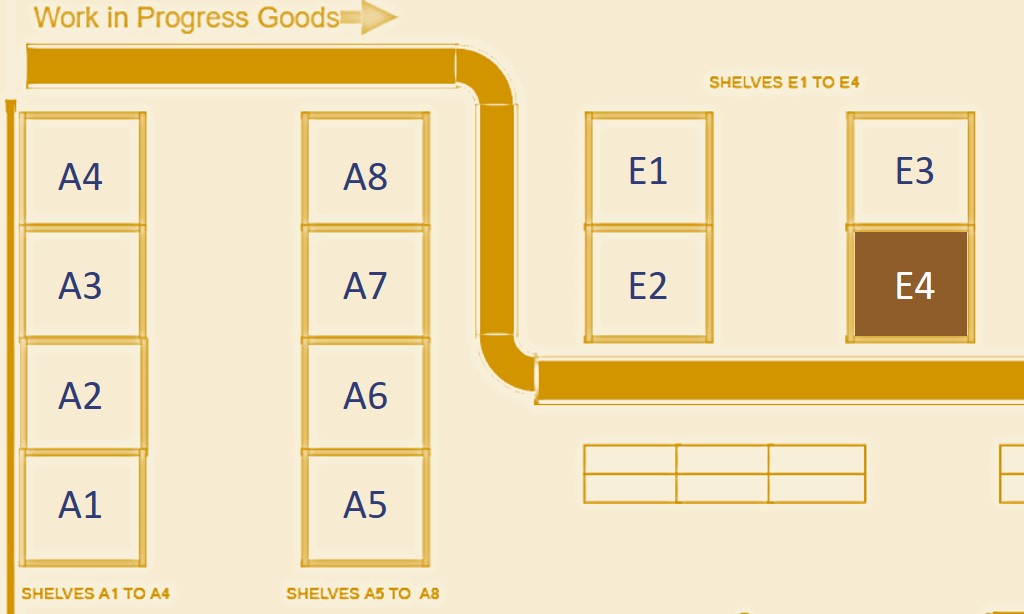 Work in Progress Goods
SHELVES E1 TO E4
A4
A8
E1
E3
A3
A7
E2
E4
A2
A6
A1
A5
SHELVES A1 TO A4
SHELVES A5 TO A8